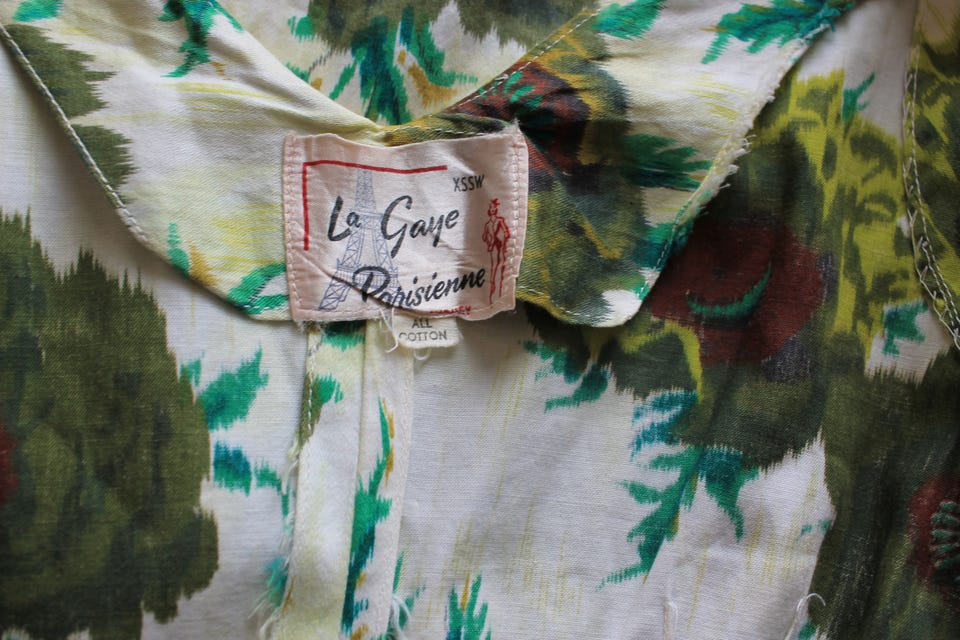 XSSW
La Gaye
Parisienne
ALL
COTTON